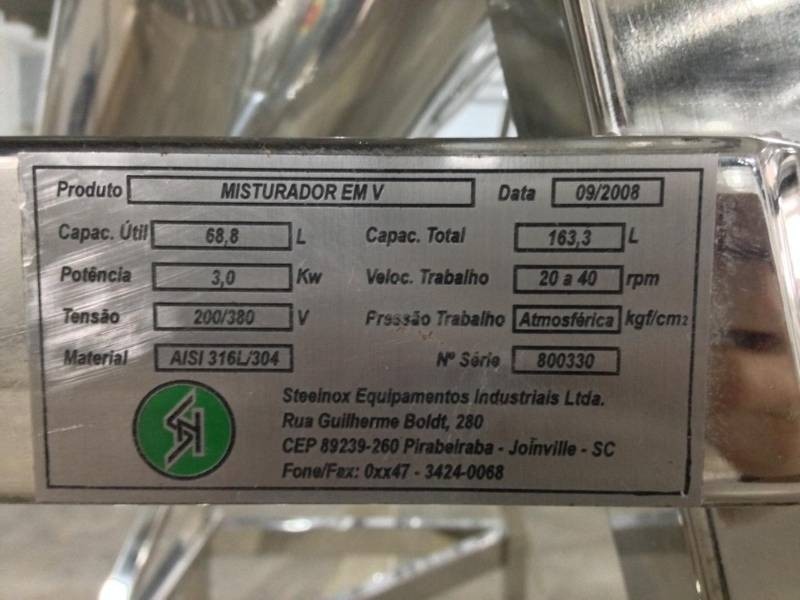 Produto MISTURADOR EM V Data 09/2008
Capac. Útil 68,8 L Capac. Total 163,3 L
Potência 3,0 Kw Veloc. Trabalho 20 a 40 rpm
Tensão 200/380 V Pressão Trabalho Atmosférica kgf/cm2
Material AISI 316L/304 Nº Série 800330
Steelnox Equipamentos Industriais Ltda.
Rua Guilherme Boldt, 280
CEP 89239-260 Pirabeiraba - Joinville - SC
Fone/Fax: 0xx47 - 3424-0068